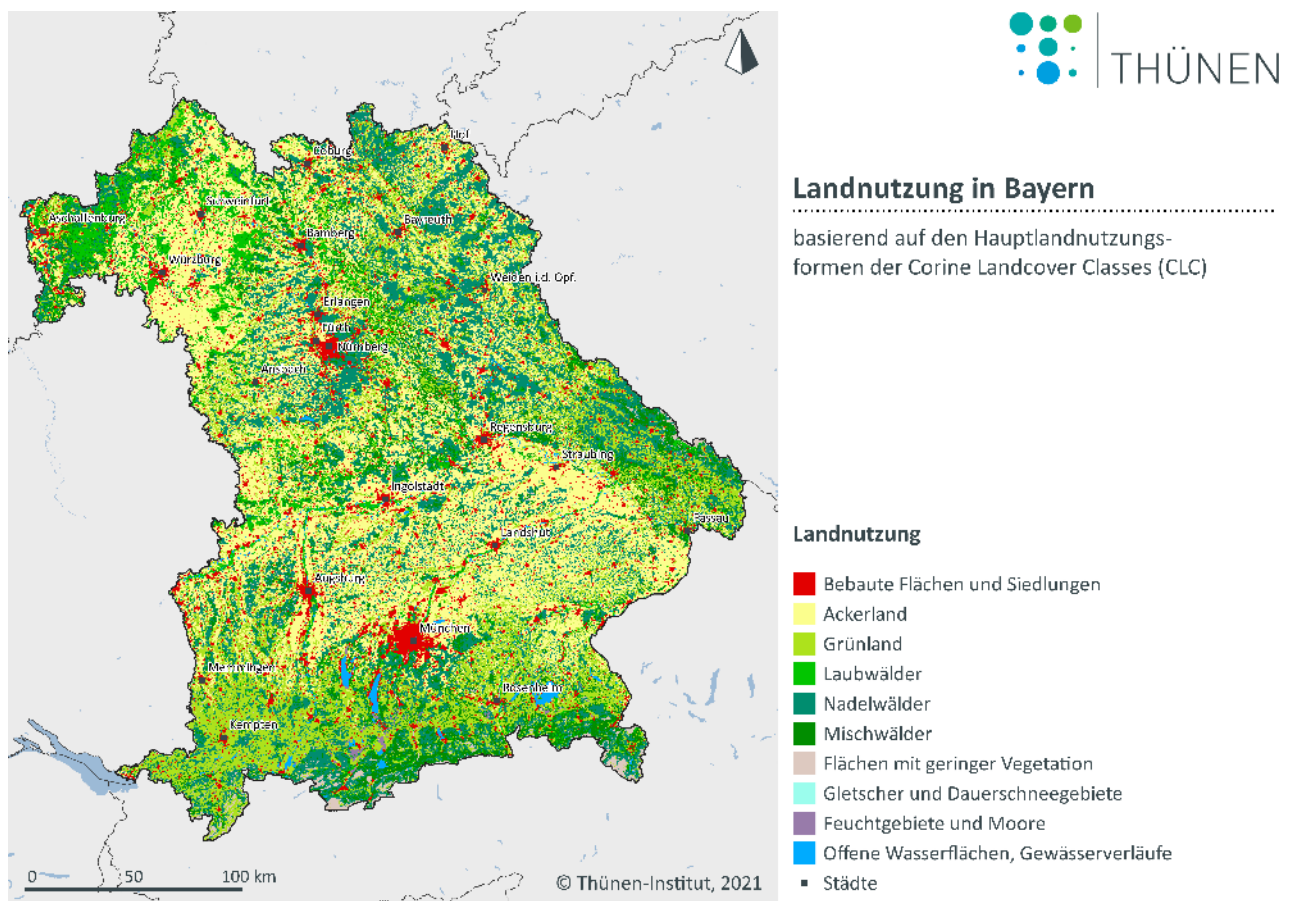 THÜNEN
Landnutzung in Bayern
basierend auf den Hauptlandnutzungs-
formen der Corine Landcover Classes (CLC)
Hof
Coburg
Schweinfurt
Aschaffenburg
Bayreuth
Bamberg
Würzburg
Weiden i.d. Opf.
Erlangen
Fürth
Nürnberg
Ansbach
Regensburg
Straubing
Ingolstadt
Passau
Landshut
Augsburg
München
Memmingen
Rosenheim
Kempten
Landnutzung
Bebaute Flächen und Siedlungen
Ackerland
Grünland
Laubwälder
Nadelwälder
Mischwälder
Flächen mit geringer Vegetation
Gletscher und Dauerschneegebiete
Feuchtgebiete und Moore
Offene Wasserflächen, Gewässerverläufe
Städte
0 50 100 km
© Thünen-Institut, 2021